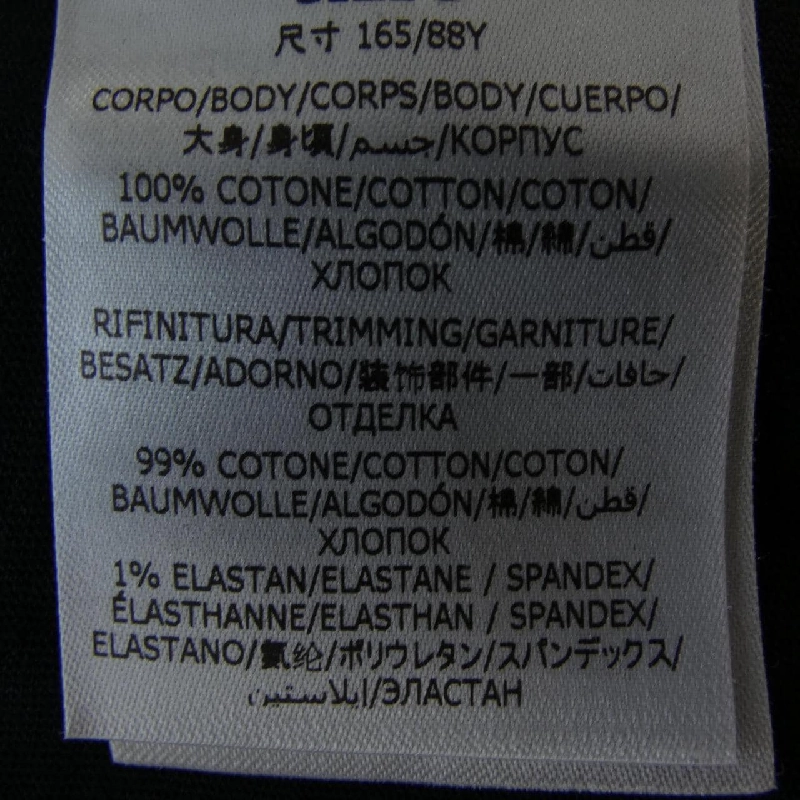 尺寸 165/88Y
CORPO/BODY/CORPS/BODY/CUERPO/
大身/身頃/جسم/КОРПУС
100% COTONE/COTTON/COTON/
BAUMWOLLE/ALGODÓN/棉/綿/قطن/
ХЛОПОК
RIFINITURA/TRIMMING/GARNITURE/
BESATZ/ADORNO/装饰部件/一部/حافات/
ОТДЕЛКА
99% COTONE/COTTON/COTON/
BAUMWOLLE/ALGODÓN/棉/綿/قطن/
ХЛОПОК
1% ELASTAN/ELASTANE / SPANDEX/
ÉLASTHANNE/ELASTHAN / SPANDEX/
ELASTANO/氨纶/ポリウレタン/スパンデックス/
ايلاستين/ЭЛАСТАН